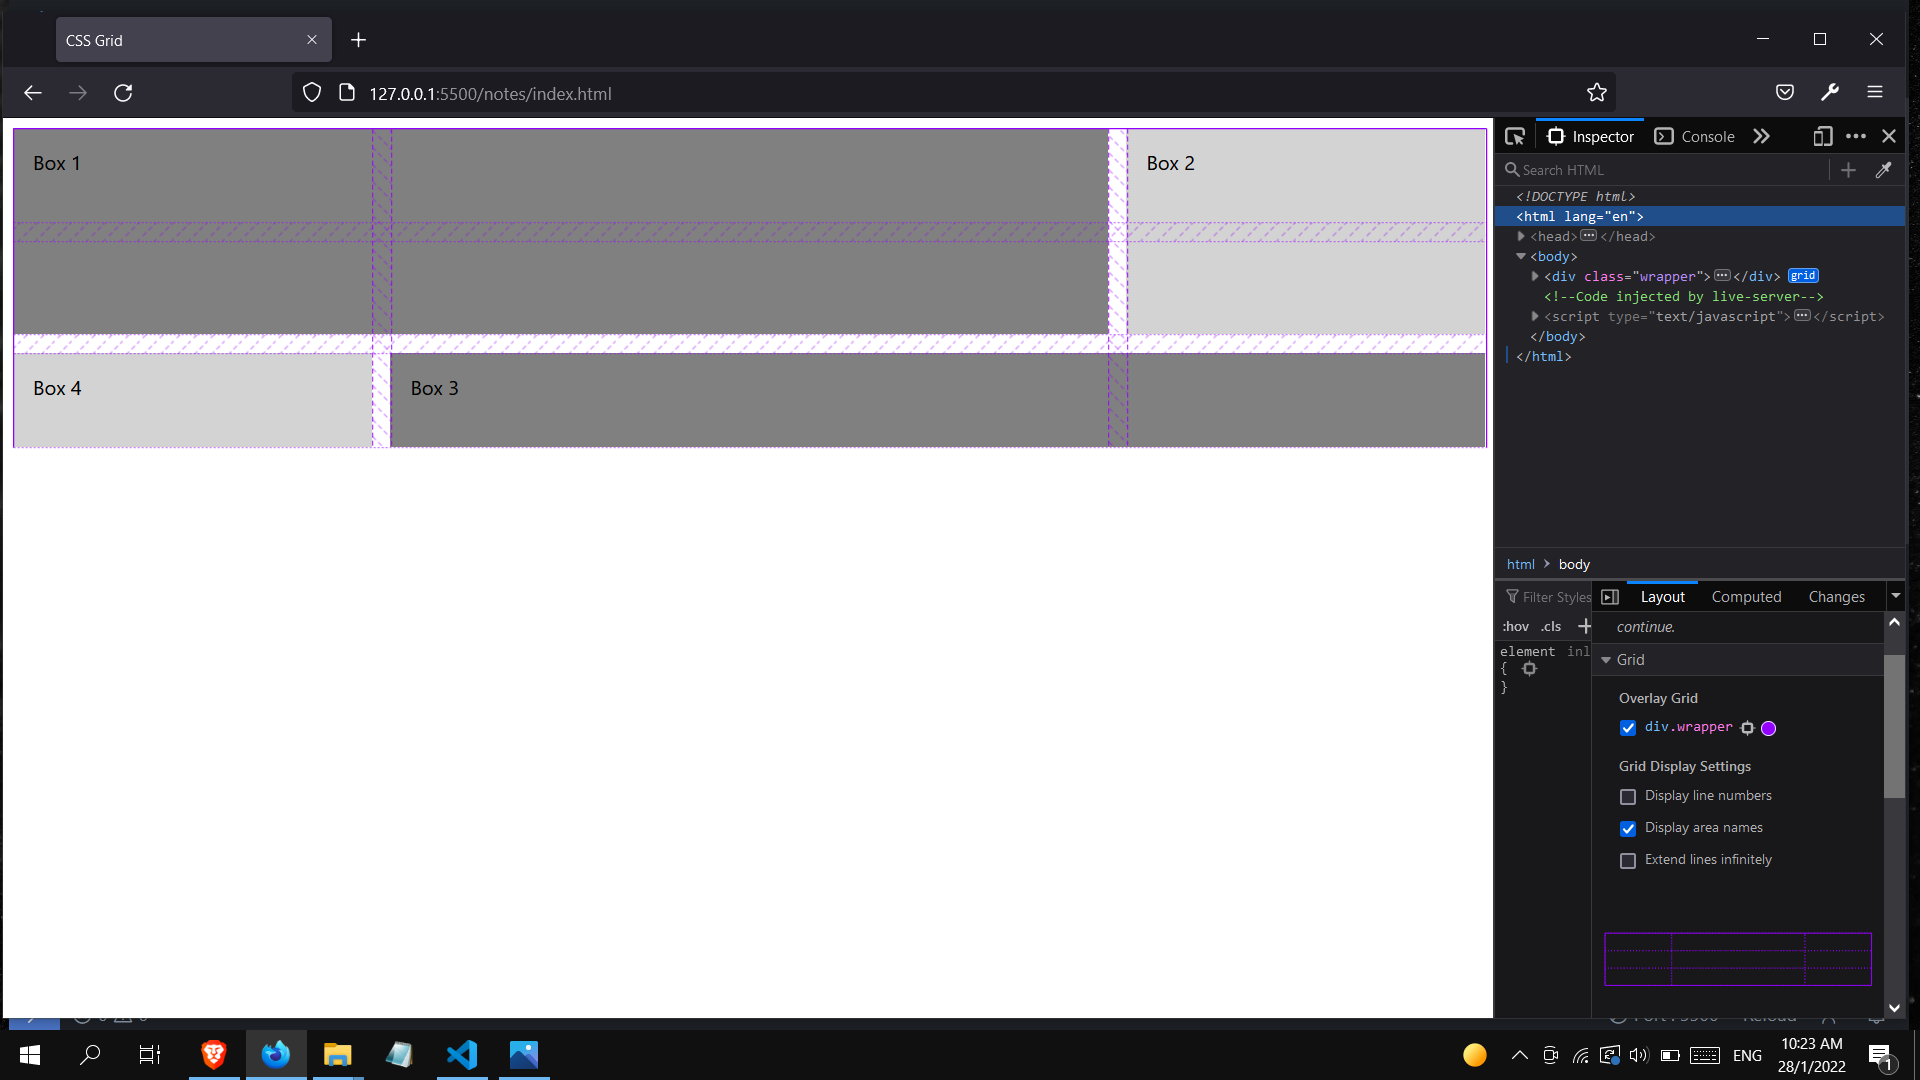 CSS Grid
127.0.0.1:5500/notes/index.html
Box 1
Box 2
Box 4
Box 3
Inspector
Console
Search HTML
<!DOCTYPE html>
<html lang="en">
<head> ••• </head>
<body>
<div class="wrapper"> ••• </div> grid
<!--Code injected by live-server-->
<script type="text/javascript"> ••• </script>
</body>
</html>
html > body
Filter Styles
Layout
Computed
Changes
:hov .cls +
continue.
element inl
{
}
Grid
Overlay Grid
div.wrapper
Grid Display Settings
Display line numbers
Display area names
Extend lines infinitely
ENG
10:23 AM
28/1/2022
1